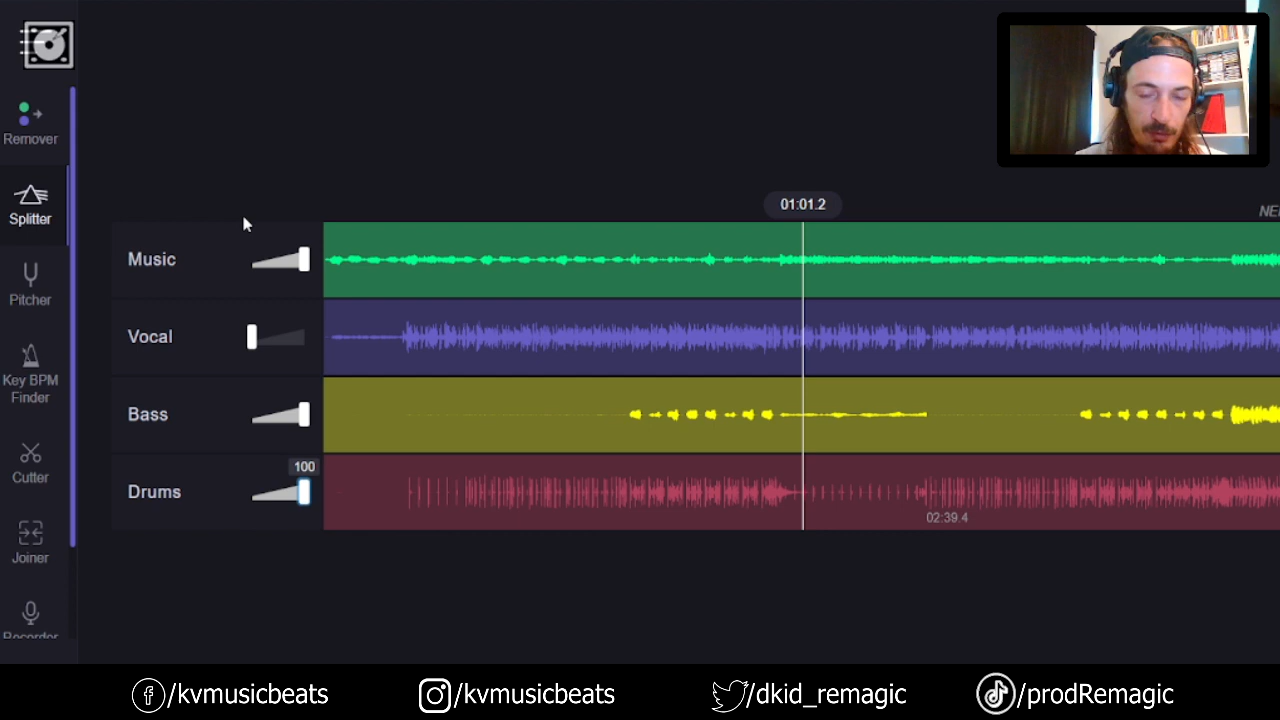 Remover
Splitter
Pitcher
Key BPM
Finder
Cutter
Joiner
Recorder
01:01.2
Music
Vocal
Bass
100
Drums
02:39.4
/kvmusicbeats
/kvmusicbeats
/dkid_remagic
/prodRemagic